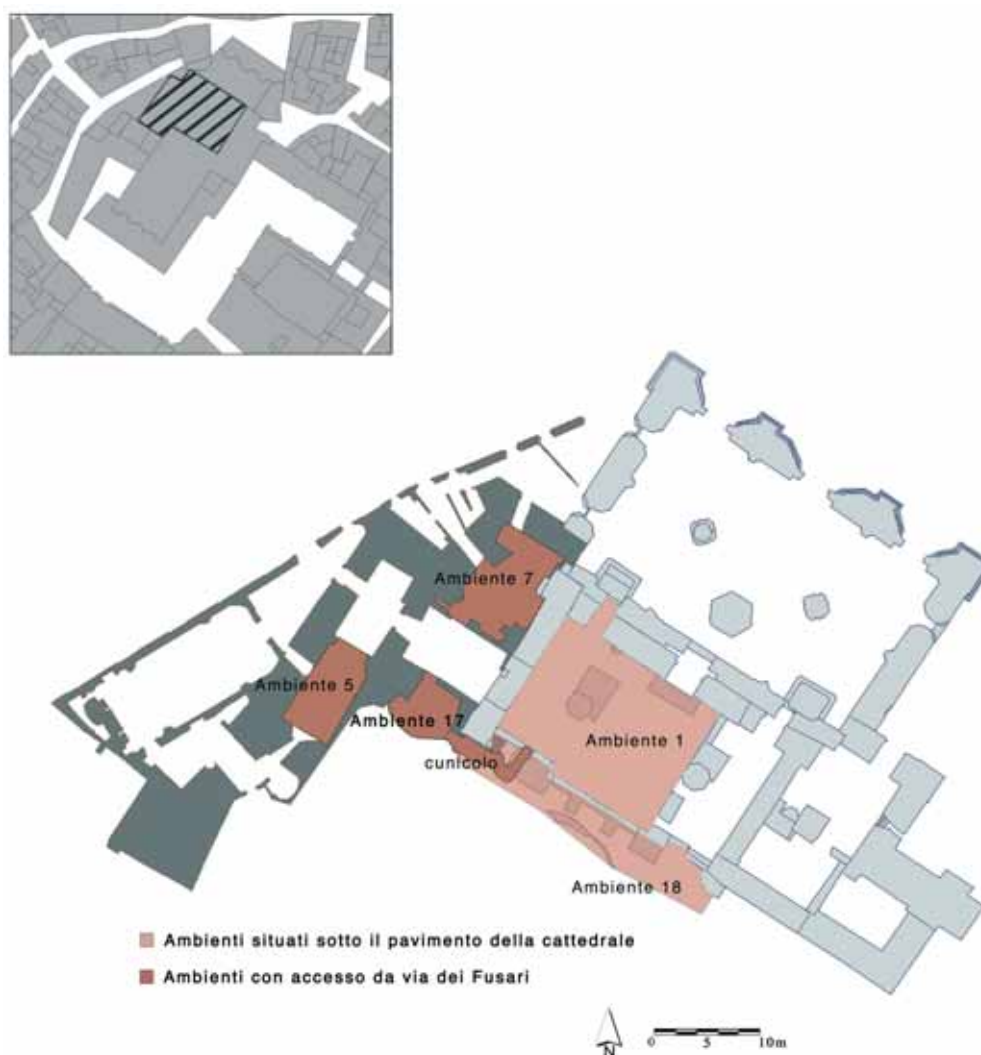 Ambiente 7
Ambiente 5
Ambiente 17
Ambiente 1
cunicolo
Ambiente 18
Ambienti situati sotto il pavimento della cattedrale
Ambienti con accesso da via dei Fusari
N
0 5 10m